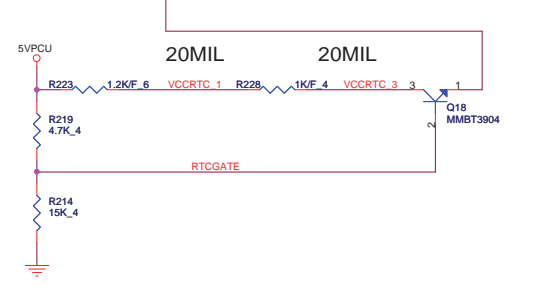 20MIL 20MIL
5VPCU
R223 1.2K/F_6 VCCRTC_1 R228 1K/F_4 VCCRTC_3 3 1
Q18
MMBT3904
2
R219
4.7K_4
RTCGATE
R214
15K_4